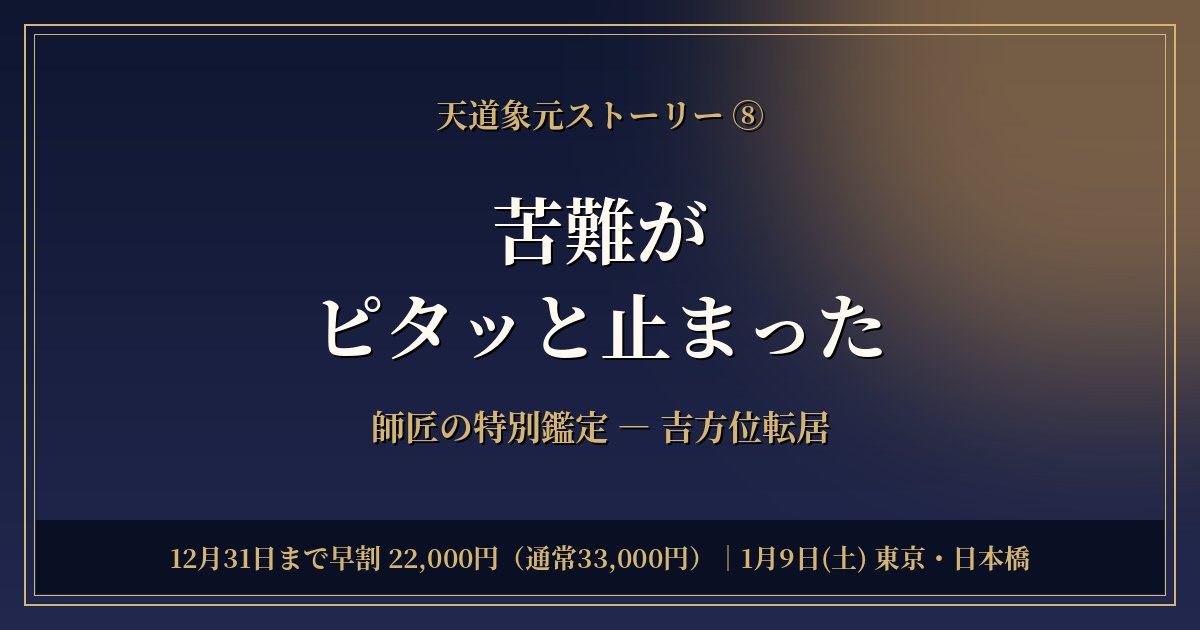 天道象元ストーリー ⑧
苦難が
ピタッと止まった
師匠の特別鑑定 — 吉方位転居
12月31日まで早割 22,000円（通常33,000円）｜1月9日(土) 東京・日本橋